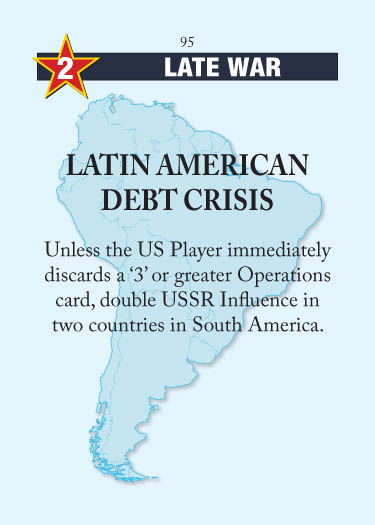 95
2
LATE WAR
LATIN AMERICAN
DEBT CRISIS
Unless the US Player immediately
discards a ‘3’ or greater Operations
card, double USSR Influence in
two countries in South America.